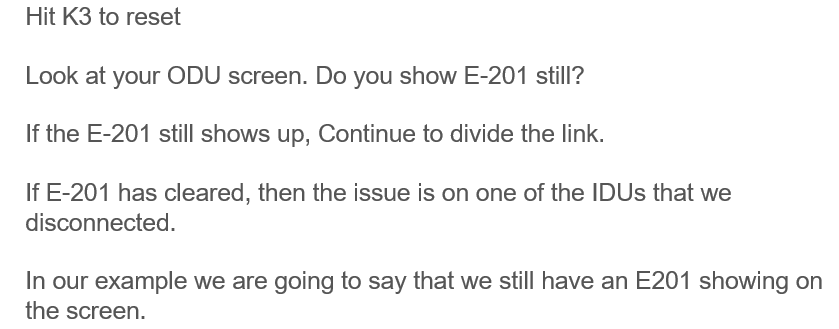 Hit K3 to reset
Look at your ODU screen. Do you show E-201 still?
If the E-201 still shows up, Continue to divide the link.
If E-201 has cleared, then the issue is on one of the IDUs that we
disconnected.
In our example we are going to say that we still have an E201 showing on
the screen.